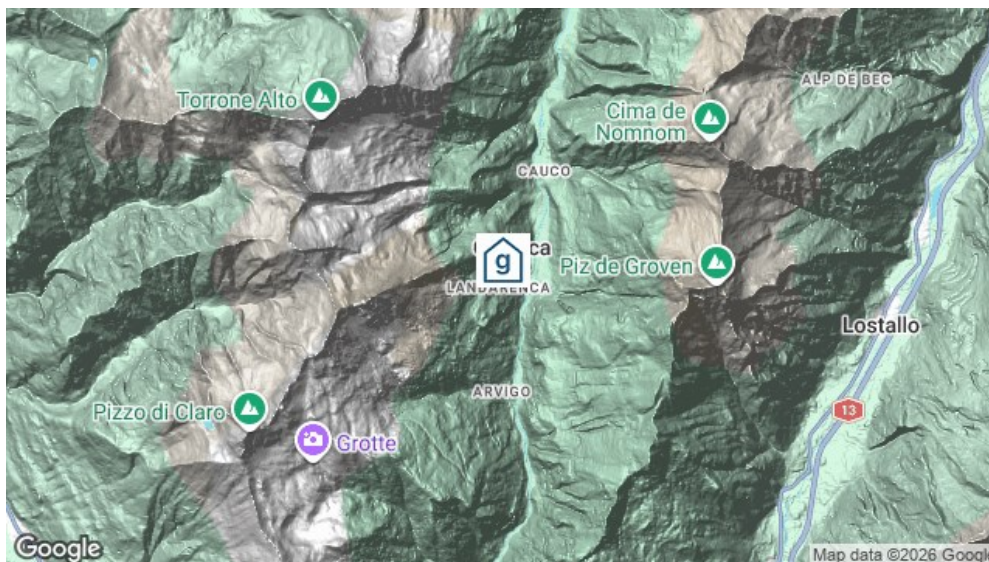 Torrone Alto
ALP DE BEC
Cima de
Nomnom
CAUCO
g
Piz de Groven
LANDARENCA
Lostallo
ARVIGO
13
Pizzo di Claro
Grotte
Google
Map data ©2026 Google